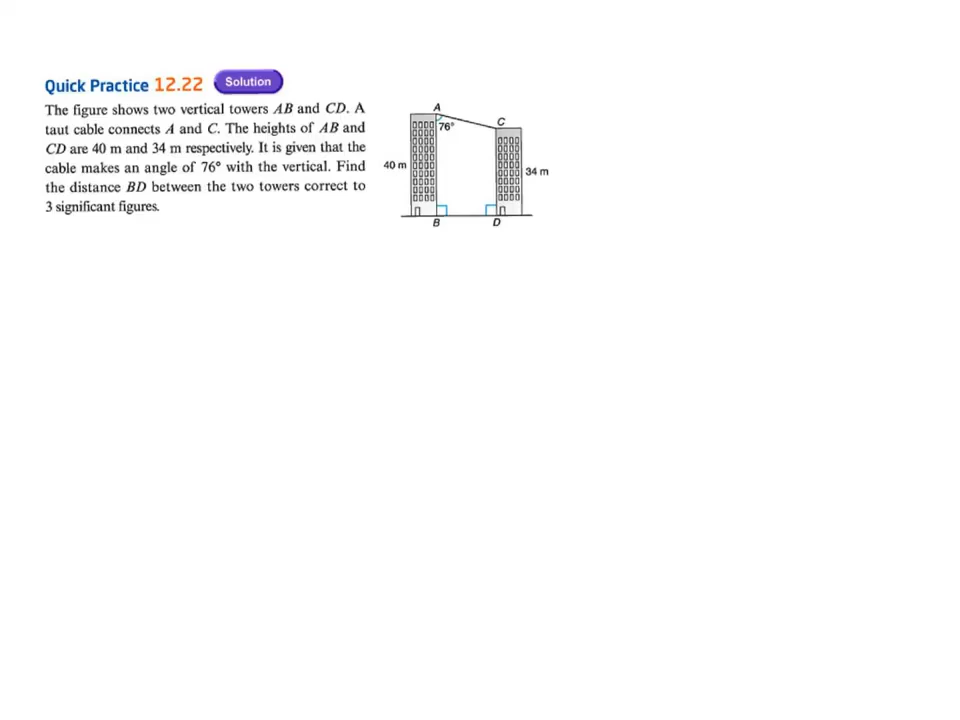 Quick Practice 12.22 Solution
The figure shows two vertical towers AB and CD. A
taut cable connects A and C. The heights of AB and
CD are 40 m and 34 m respectively. It is given that the
cable makes an angle of 76° with the vertical. Find
the distance BD between the two towers correct to
3 significant figures.
A
C
76°
40 m
34 m
B
D